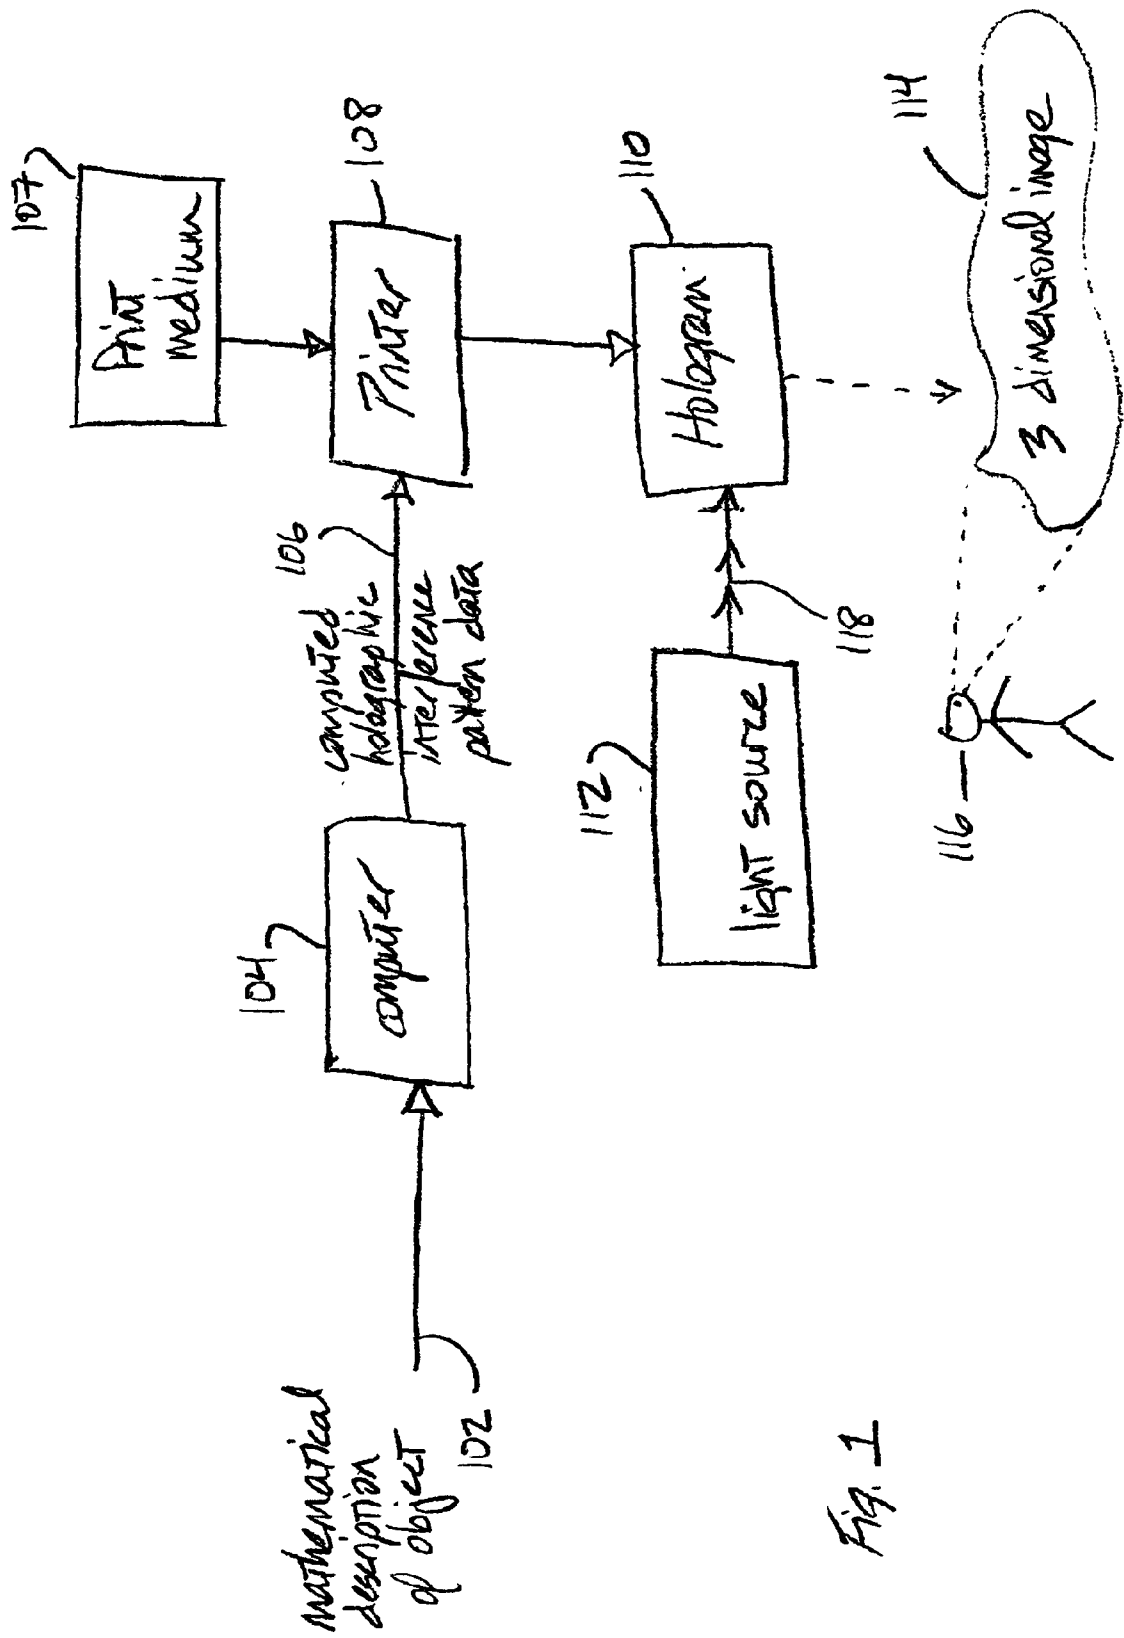 107
Print
medium
108
Printer
106
computed
holographic
interference
pattern data
104
computer
mathematical
description
of object
102
110
Hologram
118
112
light source
114
3 dimensional image
116
Fig. 1